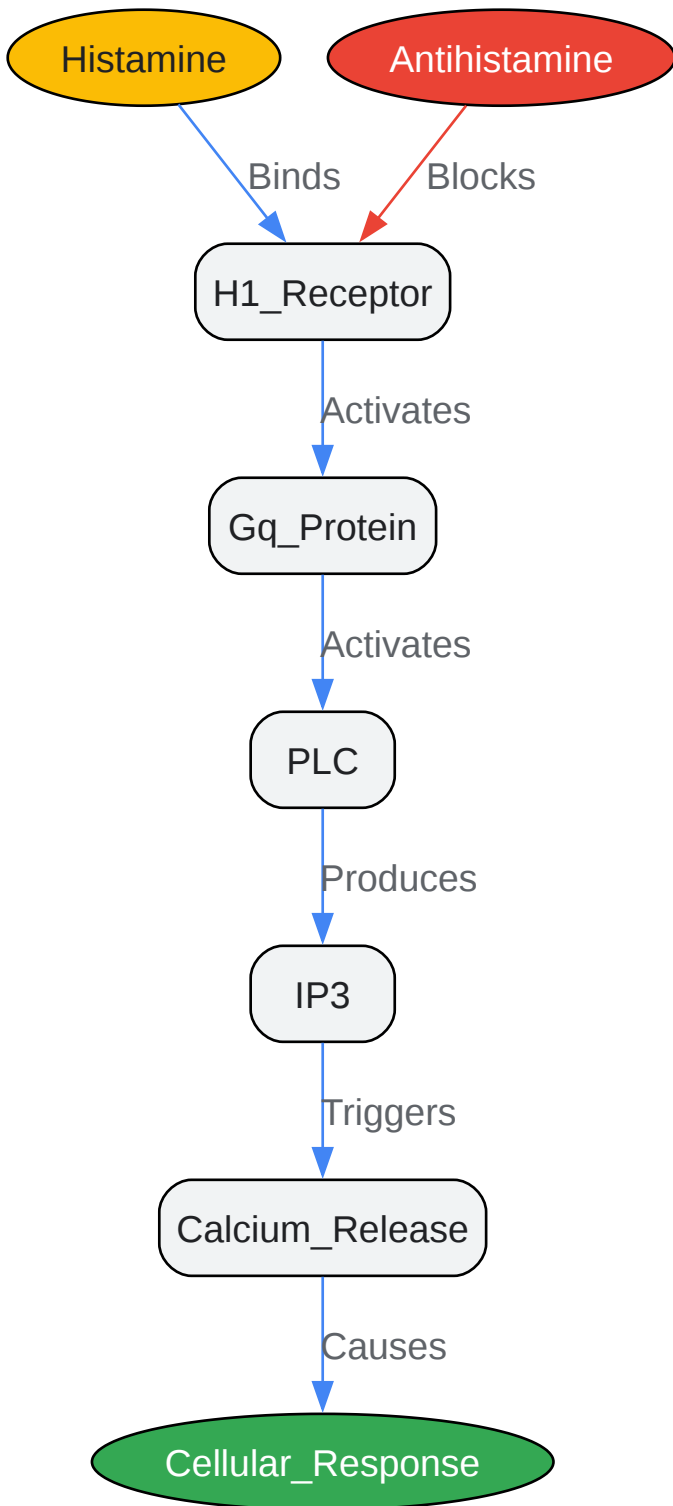 Histamine
Antihistamine
Binds
Blocks
H1_Receptor
Activates
Gq_Protein
Activates
PLC
Produces
IP3
Triggers
Calcium_Release
Causes
Cellular_Response